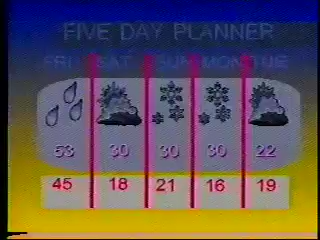 FIVE DAY PLANNER
FRI SAT SUN MON TUE
53 30 30 30 22
45 18 21 16 19